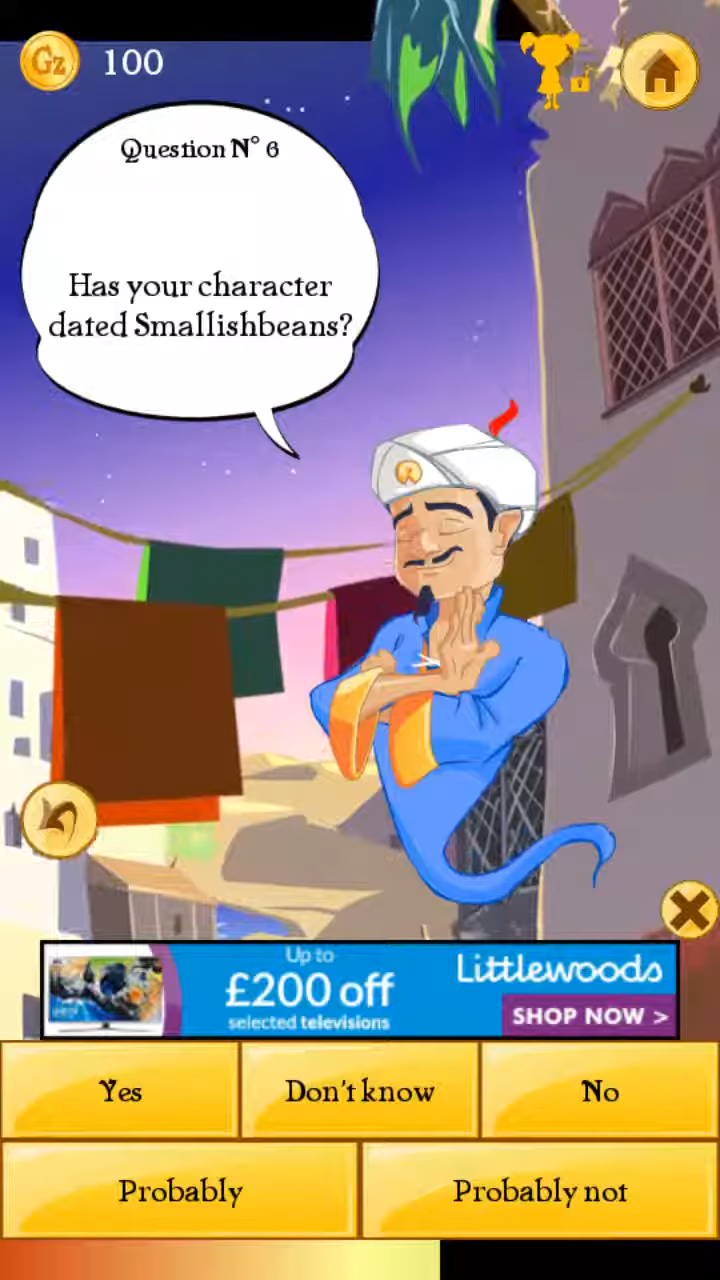 Gz 100
Question N° 6
Has your character
dated Smallishbeans?
Up to
£200 off
selected televisions
Littlewoods
SHOP NOW >
Yes
Don't know
No
Probably
Probably not